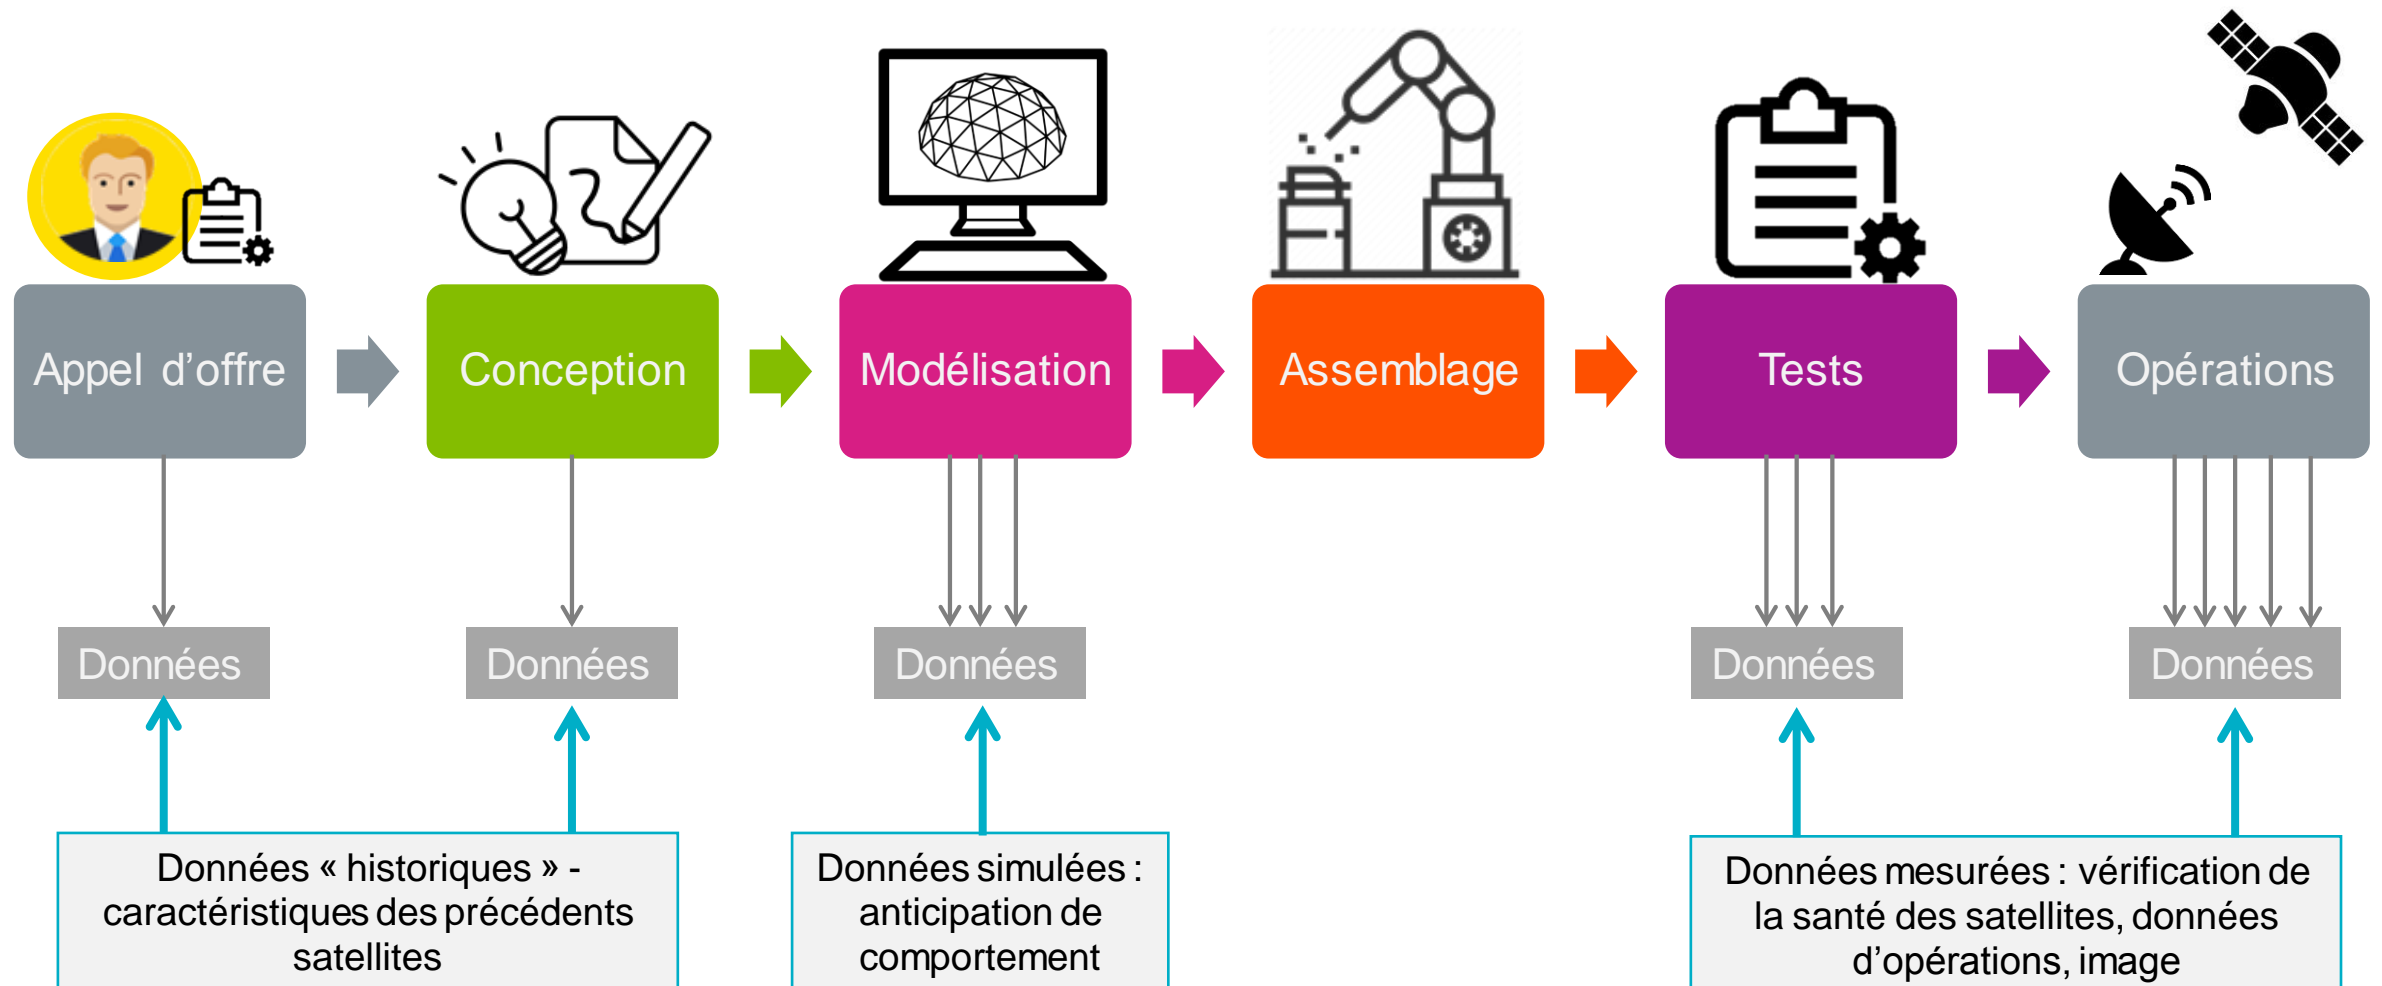 Appel d’offre
Conception
Modélisation
Assemblage
Tests
Opérations
Données
Données
Données
Données
Données
Données « historiques » -
caractéristiques des précédents
satellites
Données simulées :
anticipation de
comportement
Données mesurées : vérification de
la santé des satellites, données
d’opérations, image